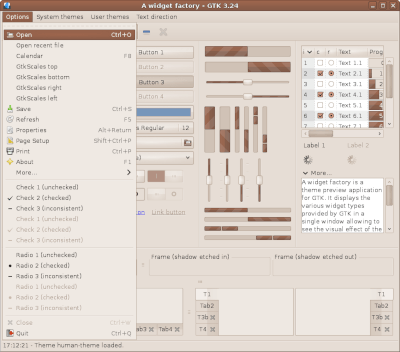 A widget factory - GTK 3.24
Options System themes User themes Text direction
Open Ctrl+O
Open recent file
Calendar F8
GtkScales top
GtkScales bottom
GtkScales right
GtkScales left
Save Ctrl+S
Refresh F5
Properties Alt+Return
Page Setup Shift+Ctrl+P
Print Ctrl+P
About F1
More...
Check 1 (unchecked)
Check 2 (checked)
Check 3 (inconsistent)
Check 1 (unchecked)
Check 2 (checked)
Check 3 (inconsistent)
Radio 1 (unchecked)
Radio 2 (checked)
Radio 3 (inconsistent)
Radio 1 (unchecked)
Radio 2 (checked)
Radio 3 (inconsistent)
Close
Quit Ctrl+Q
17:12:21 - Theme human-theme loaded.
Button 1
Button 2
Button 3
Button 4
Regular 12
Link button
i c r Text Prog
1 Text 1.1
2 Text 2.1
3 Text 3.1
4 Text 4.1
5 Text 5.1
6 Text 6.1
7 Text 7.1
Label 1 Label 2
More...
A widget factory is a
theme preview application
for GTK. It displays the
various widget types
provided by GTK in a
single window allowing to
see the visual effect of the
Frame (shadow etched in) Frame (shadow etched out)
Tab3 Tab4
T1
Tab2
T3b
T4
T1
Tab2
T3b
T4